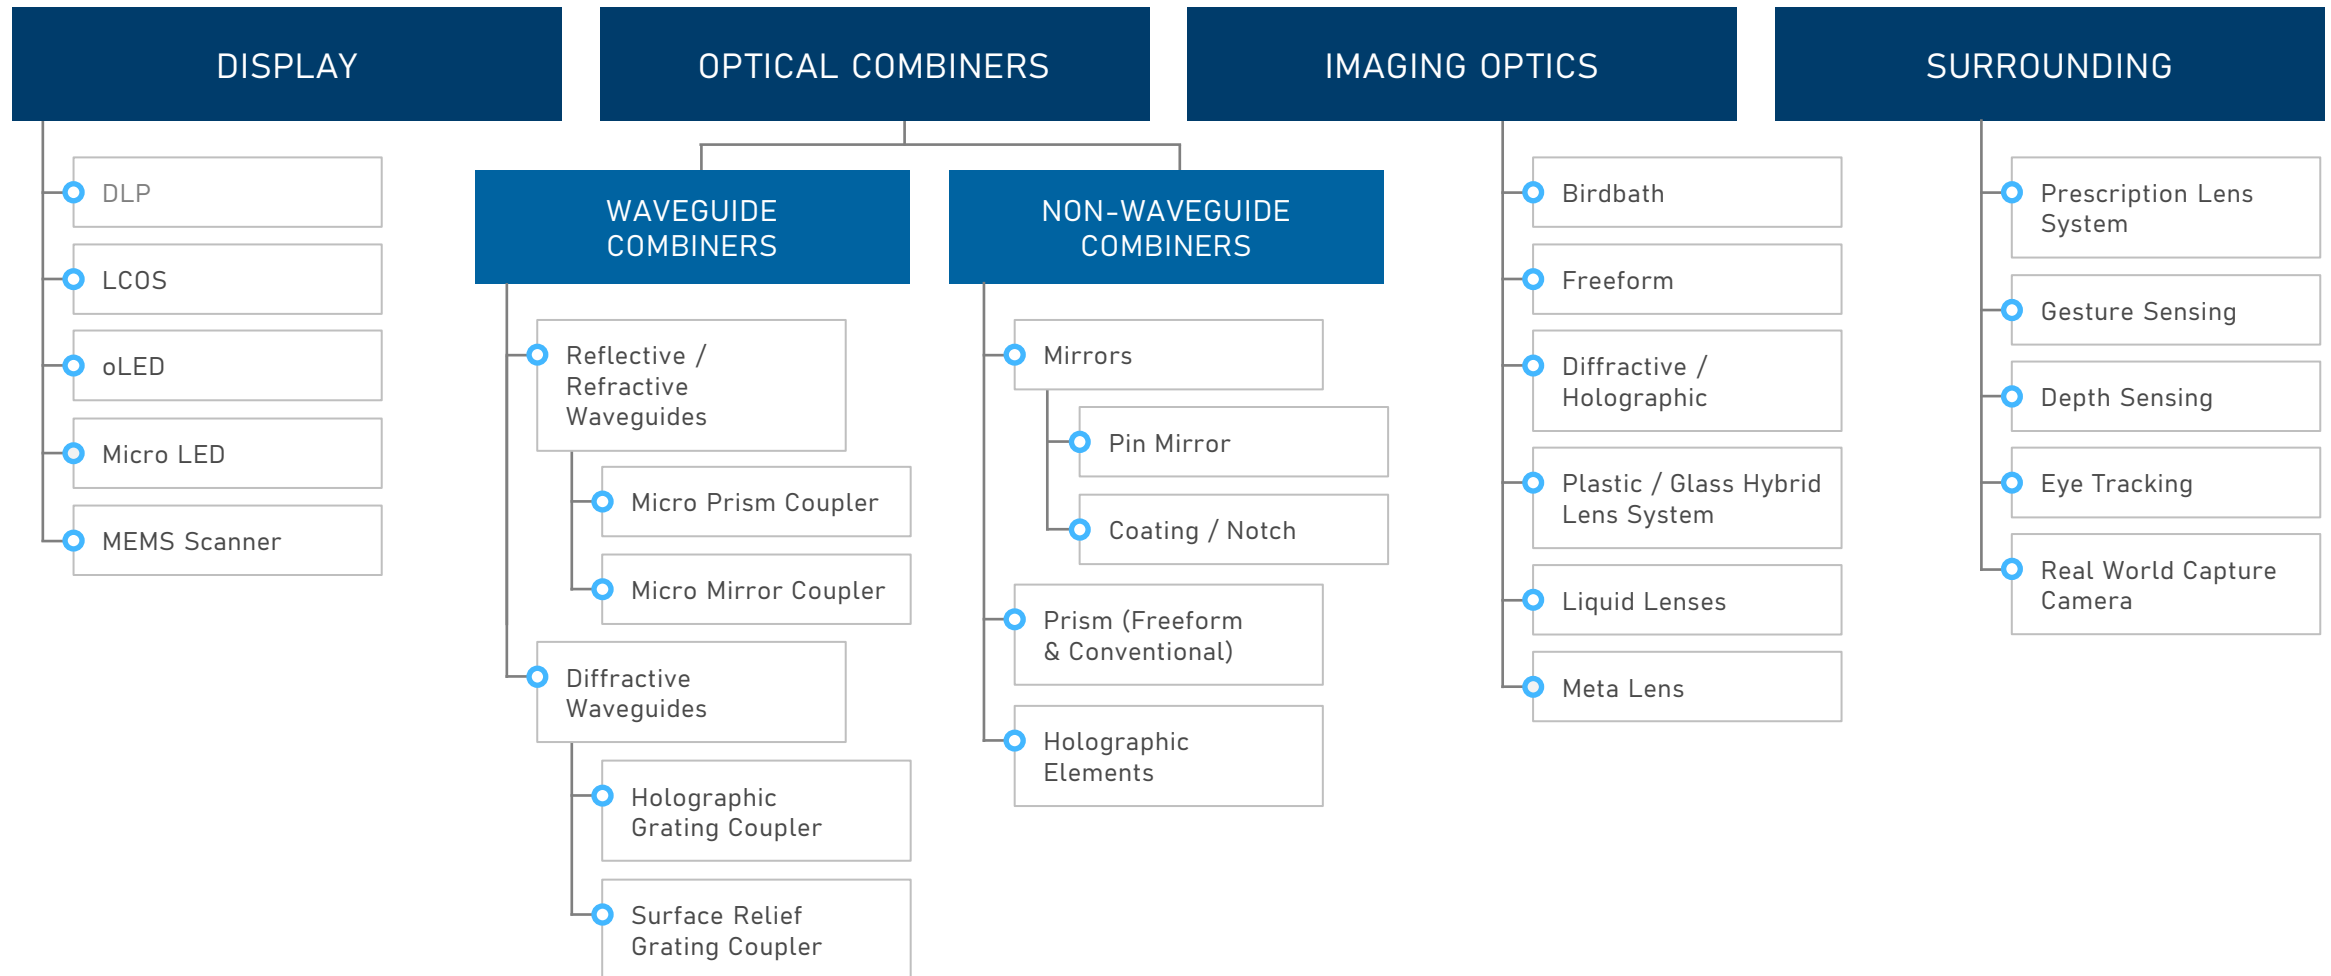 DISPLAY
DLP
LCOS
oLED
Micro LED
MEMS Scanner
OPTICAL COMBINERS
WAVEGUIDE
COMBINERS
Reflective /
Refractive
Waveguides
Micro Prism Coupler
Micro Mirror Coupler
Diffractive
Waveguides
Holographic
Grating Coupler
Surface Relief
Grating Coupler
NON-WAVEGUIDE
COMBINERS
Mirrors
Pin Mirror
Coating / Notch
Prism (Freeform
& Conventional)
Holographic
Elements
IMAGING OPTICS
Birdbath
Freeform
Diffractive /
Holographic
Plastic / Glass Hybrid
Lens System
Liquid Lenses
Meta Lens
SURROUNDING
Prescription Lens
System
Gesture Sensing
Depth Sensing
Eye Tracking
Real World Capture
Camera